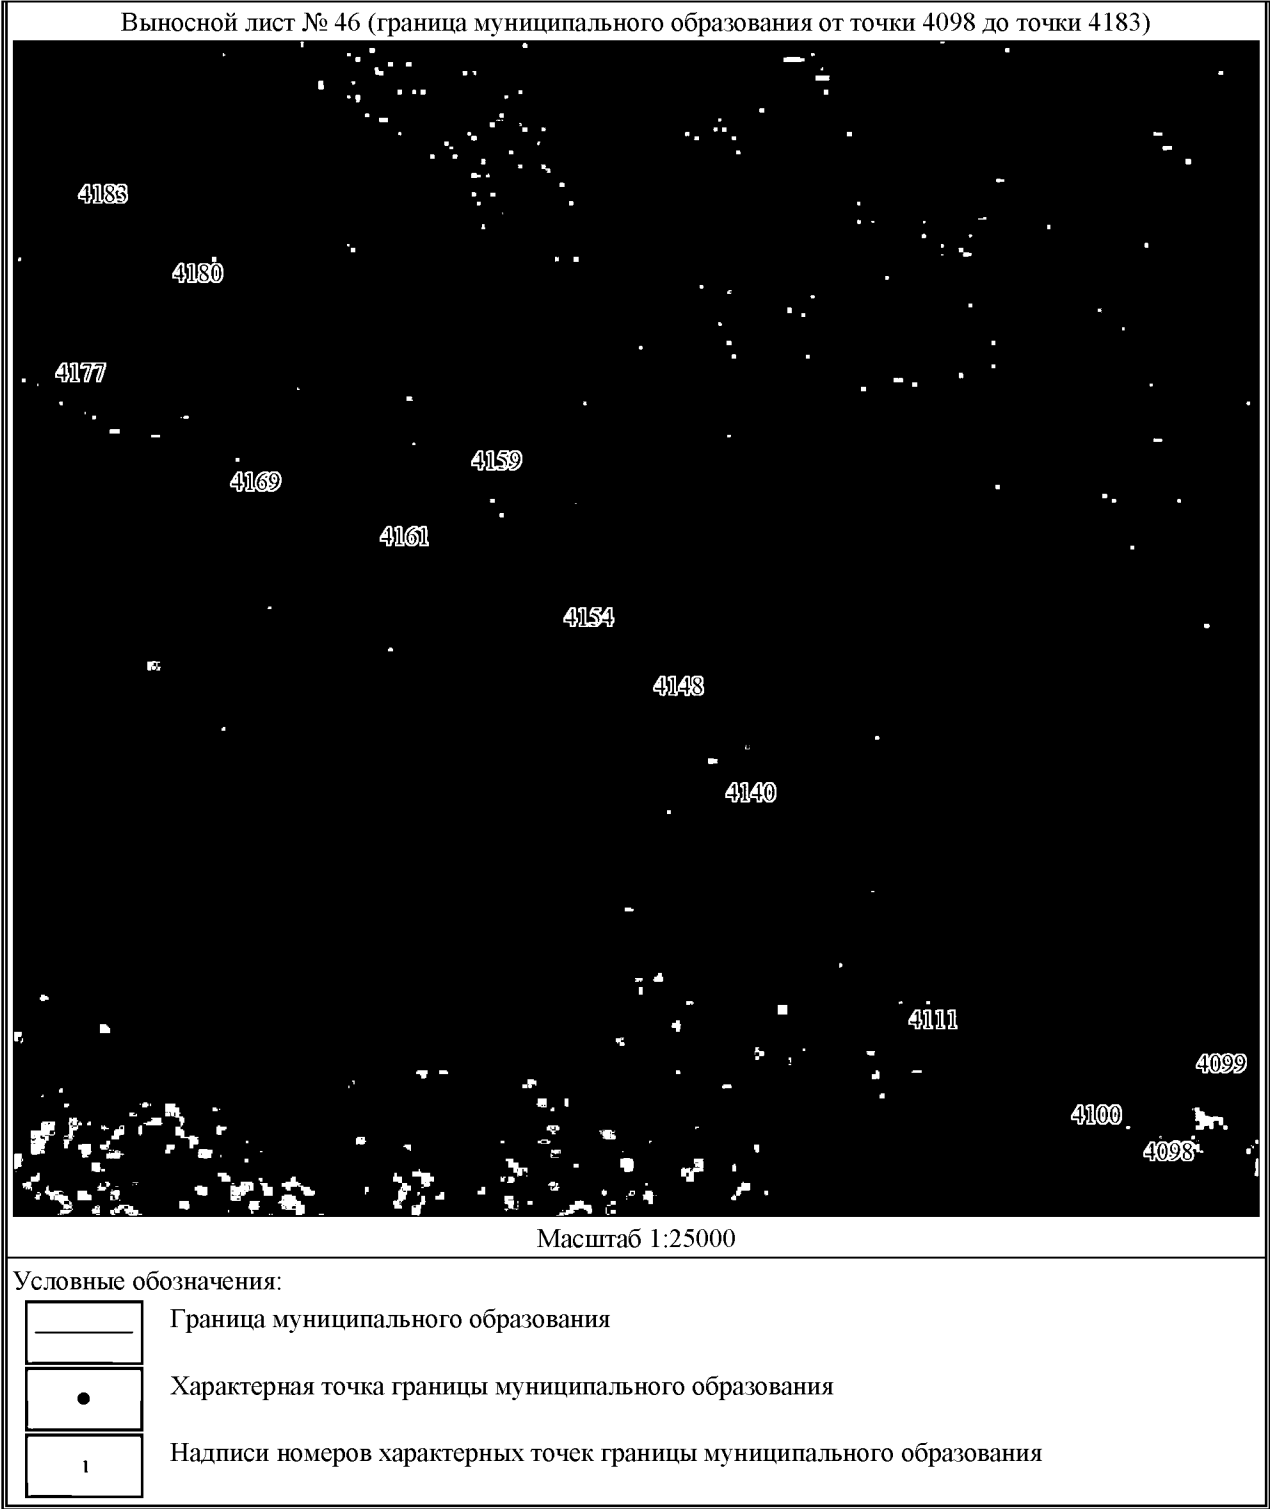 Выносной лист № 46 (граница муниципального образования от точки 4098 до точки 4183)
4183
4180
4177
4159
4169
4161
4154
4148
4140
4111
4099
4100
4098
Масштаб 1:25000
Условные обозначения:
Граница муниципального образования
Характерная точка границы муниципального образования
1
Надписи номеров характерных точек границы муниципального образования